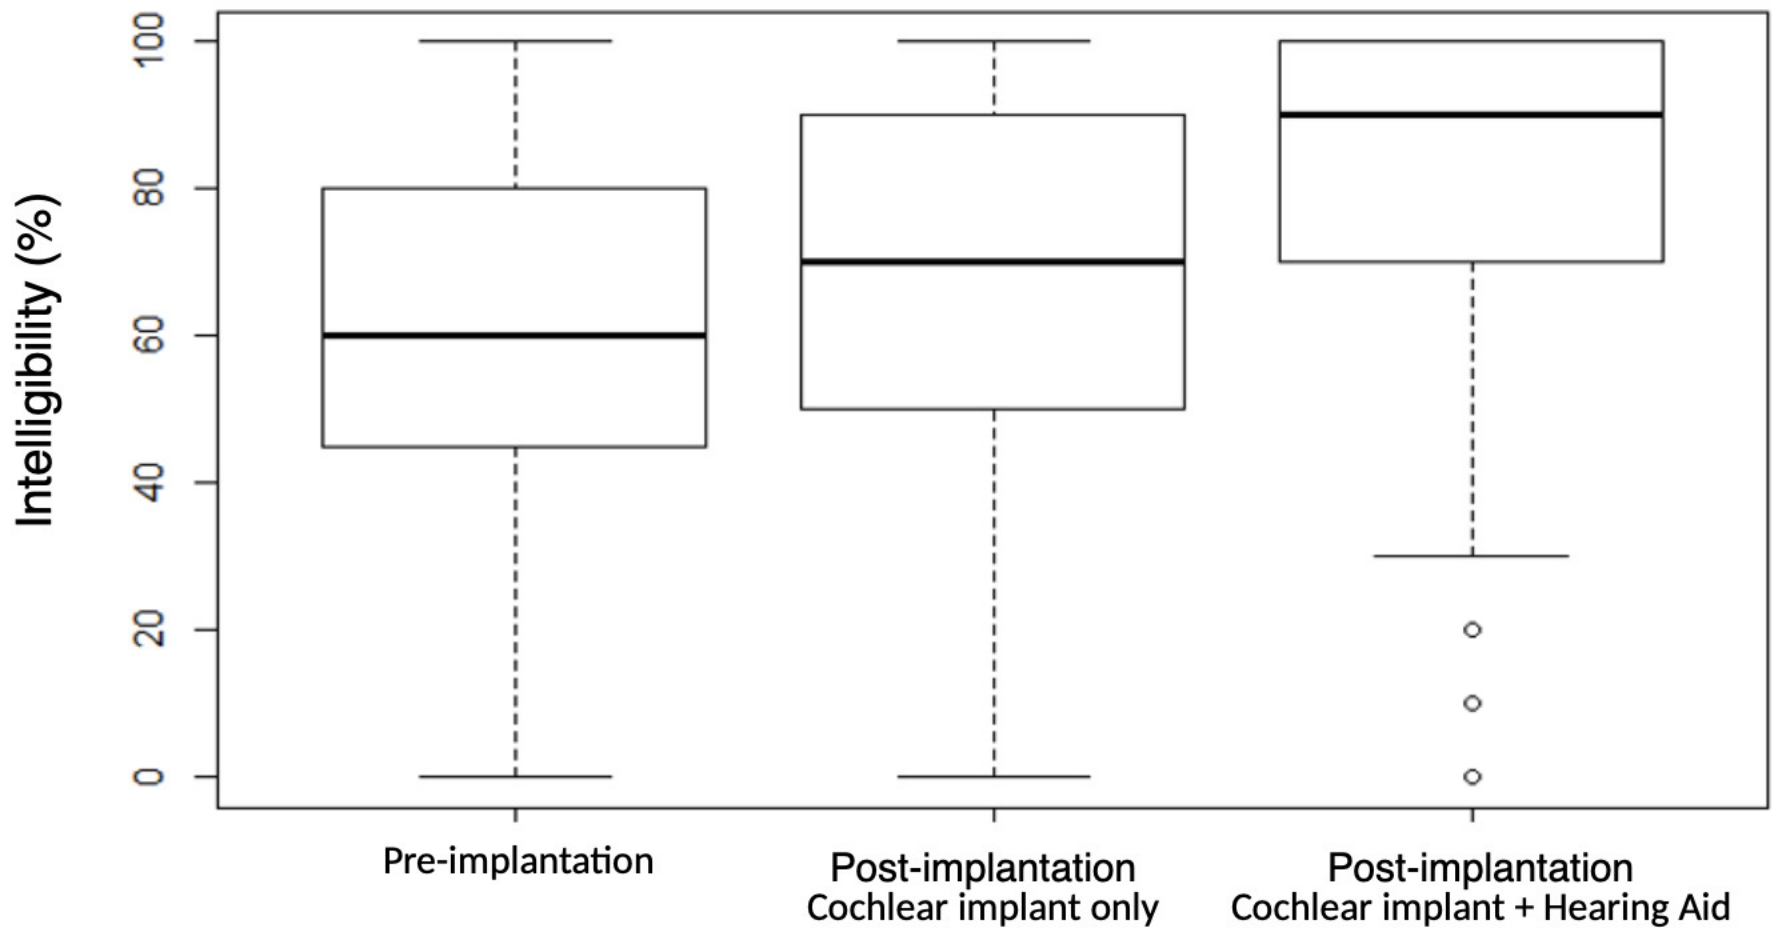 Intelligibility (%)
100
80
60
40
20
0
Pre-implantation
Post-implantation
Cochlear implant only
Post-implantation
Cochlear implant + Hearing Aid